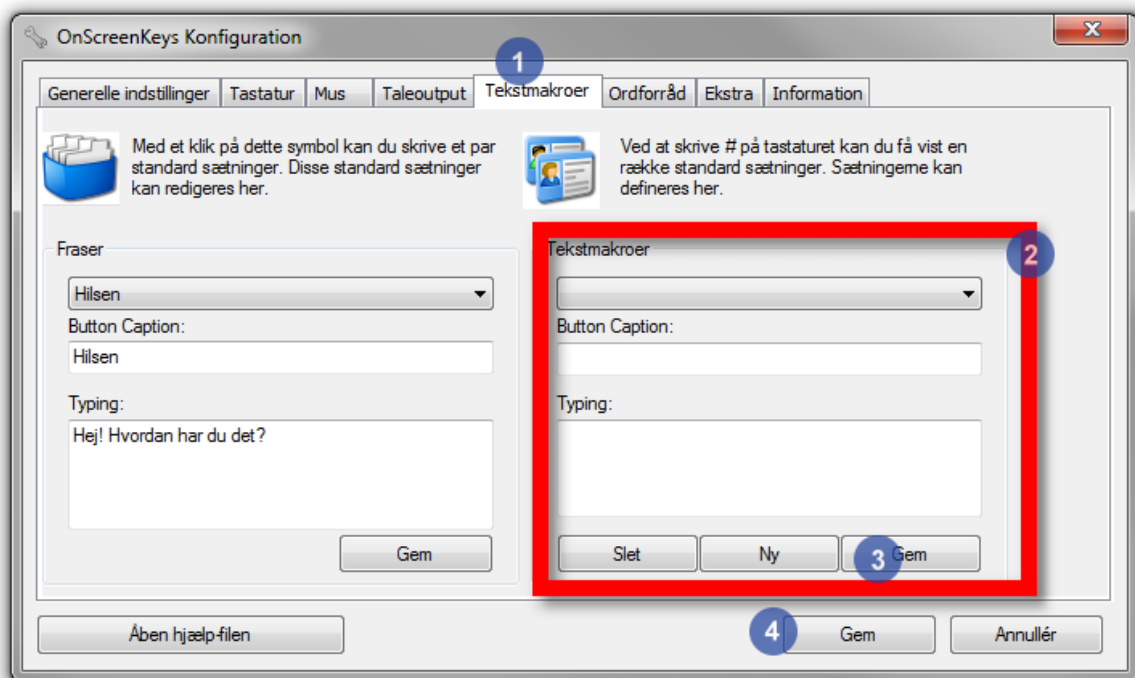 OnScreenKeys Konfiguration
x
1
Generelle indstillinger
Tastatur
Mus
Taleoutput
Tekstmakroer
Ordforråd
Ekstra
Information
Med et klik på dette symbol kan du skrive et par
standard sætninger. Disse standard sætninger
kan redigeres her.
Ved at skrive # på tastaturet kan du få vist en
række standard sætninger. Sætningerne kan
defineres her.
Fraser
Hilsen
Button Caption:
Hilsen
Typing:
Hej! Hvordan har du det?
Gem
Tekstmakroer
2
Button Caption:
Typing:
Slet
Ny
3
Gem
Åben hjælp-filen
4
Gem
Annullér